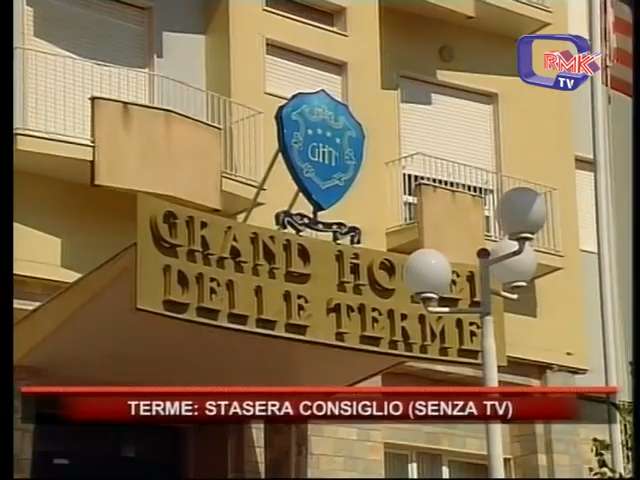 RMK
TV
GHT
GRAND HOTEL
DELLE TERME
TERME: STASERA CONSIGLIO (SENZA TV)